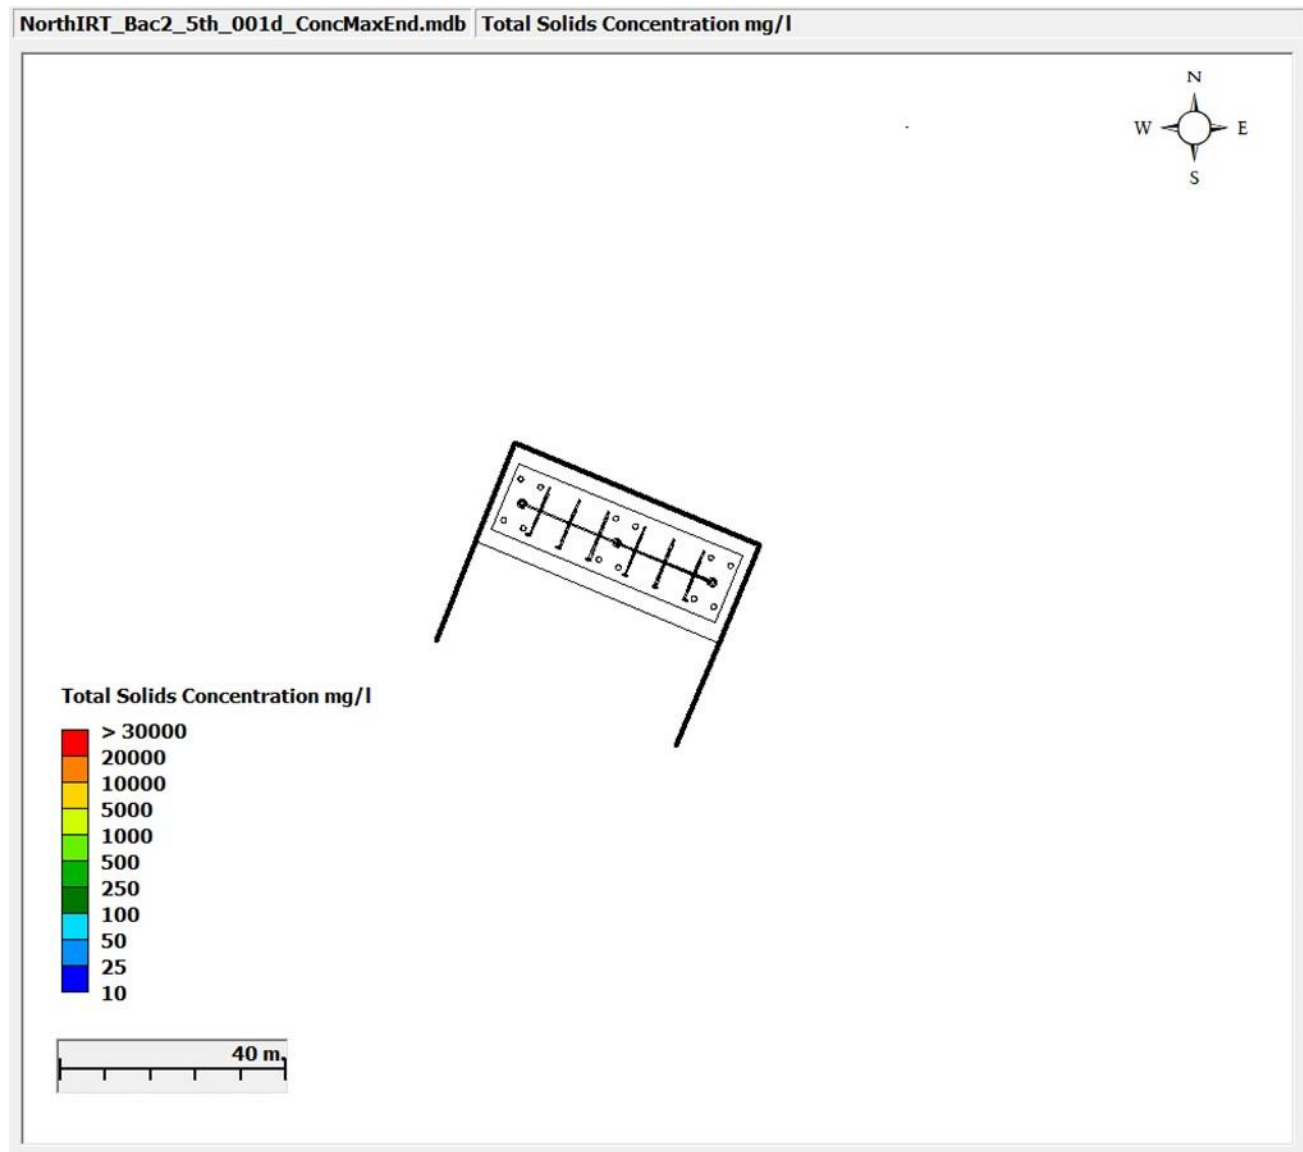 NorthIRT_Bac2_5th_001d_ConcMaxEnd.mdb Total Solids Concentration mg/l
N
W E
S
Total Solids Concentration mg/l
> 30000
20000
10000
5000
1000
500
250
100
50
25
10
40 m